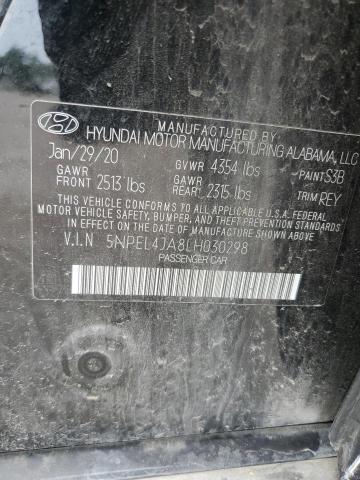 MANUFACTURED BY
HYUNDAI MOTOR MANUFACTURING ALABAMA, LLC
Jan/29/20 GVWR 4354 lbs PAINT S3B
GAWR FRONT 2513 lbs GAWR REAR 2315 lbs TRIM REY
THIS VEHICLE CONFORMS TO ALL APPLICABLE U.S.A FEDERAL
MOTOR VEHICLE SAFETY, BUMPER, AND THEFT PREVENTION STANDARDS
IN EFFECT ON THE DATE OF MANUFACTURE SHOWN ABOVE.
V.I.N 5NPEL4JA8LH030298
PASSENGER CAR